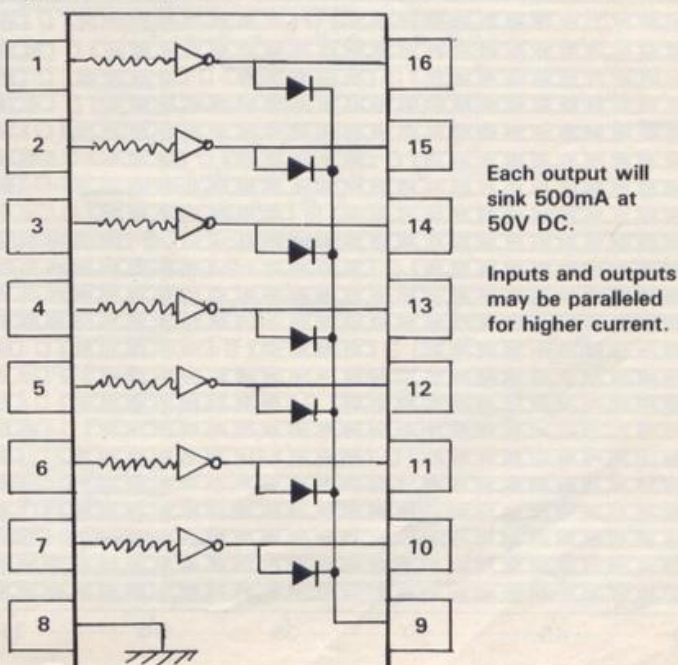 1
16
2
15
3
14
4
13
5
12
6
11
7
10
8
9
Each output will
sink 500mA at
50V DC.
Inputs and outputs
may be paralleled
for higher current.